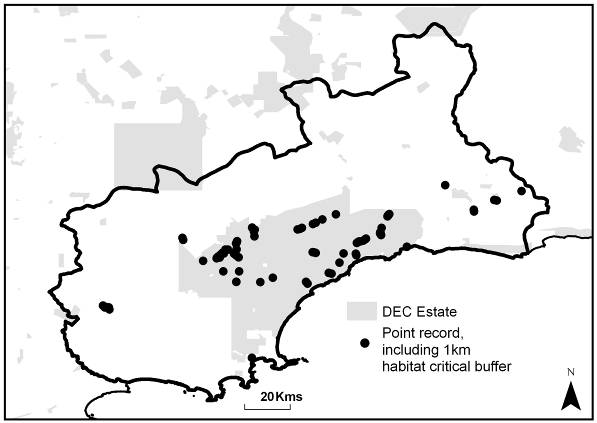 DEC Estate
Point record,
including 1km
habitat critical buffer
20Kms
N